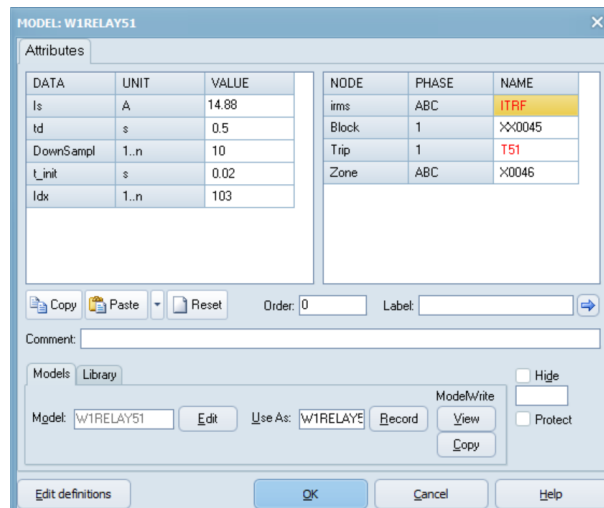 MODEL: W1RELAY51
Attributes
DATA UNIT VALUE
Is A 14.88
td s 0.5
DownSampl 1..n 10
t_init s 0.02
Idx 1..n 103
NODE PHASE NAME
irms ABC ITRF
Block 1 XX0045
Trip 1 T51
Zone ABC X0046
Copy Paste Reset Order: 0 Label:
Comment:
Models Library
Hide
ModelWrite
Model: W1RELAY51 Edit Use As: W1RELAY5 Record View Protect
Copy
Edit definitions OK Cancel Help